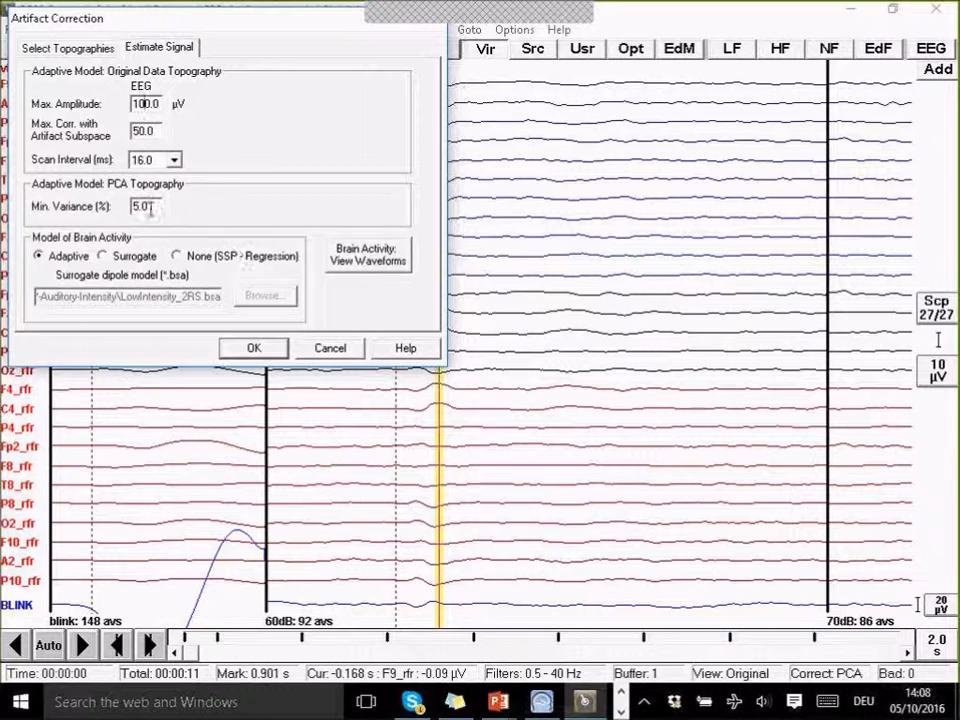 Artifact Correction
Select Topographies
Estimate Signal
Adaptive Model: Original Data Topography
EEG
Max. Amplitude: 100.0 µV
Max. Corr. with
Artifact Subspace 50.0
Scan Interval (ms): 16.0
Adaptive Model: PCA Topography
Min. Variance (%): 5.0
Model of Brain Activity
Adaptive Surrogate None (SSP > Regression)
Surrogate dipole model (*.bsa)
-Auditory-Intensity\LowIntensity_2RS.bsa
Browse...
Brain Activity:
View Waveforms
OK Cancel Help
Goto Options Help
Vir Src Usr Opt EdM LF HF NF EdF EEG
Add
Scp
27/27
10
µV
Oz_rfr
F4_rfr
C4_rfr
P4_rfr
Fp2_rfr
F8_rfr
T8_rfr
P8_rfr
O2_rfr
F10_rfr
A2_rfr
P10_rfr
BLINK
20
µV
blink: 148 avs 60dB: 92 avs 70dB: 86 avs
Auto
2.0
s
Time: 00:00:00 Time: 00:00:11 Mark: 0.901 s Cur: -0.168 s F9_rfr: -0.09 µV Filters: 0.5 - 40 Hz Buffer: 1 View: Original Correct: PCA Bad: 0
Search the web and Windows
DEU
14:08
05/10/2016